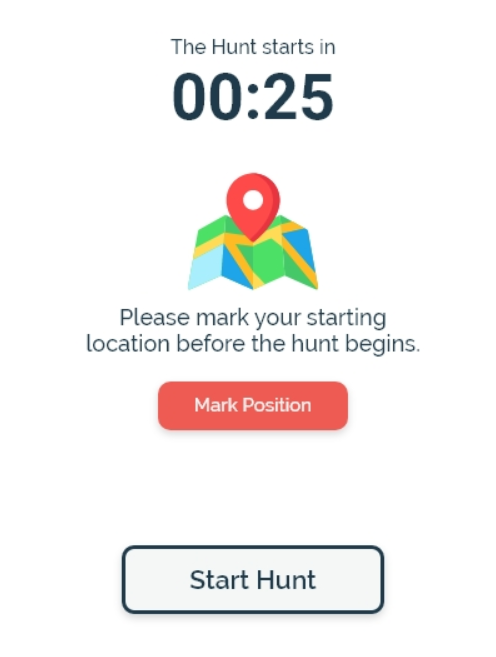 The Hunt starts in
00:25
Please mark your starting
location before the hunt begins.
Mark Position
Start Hunt